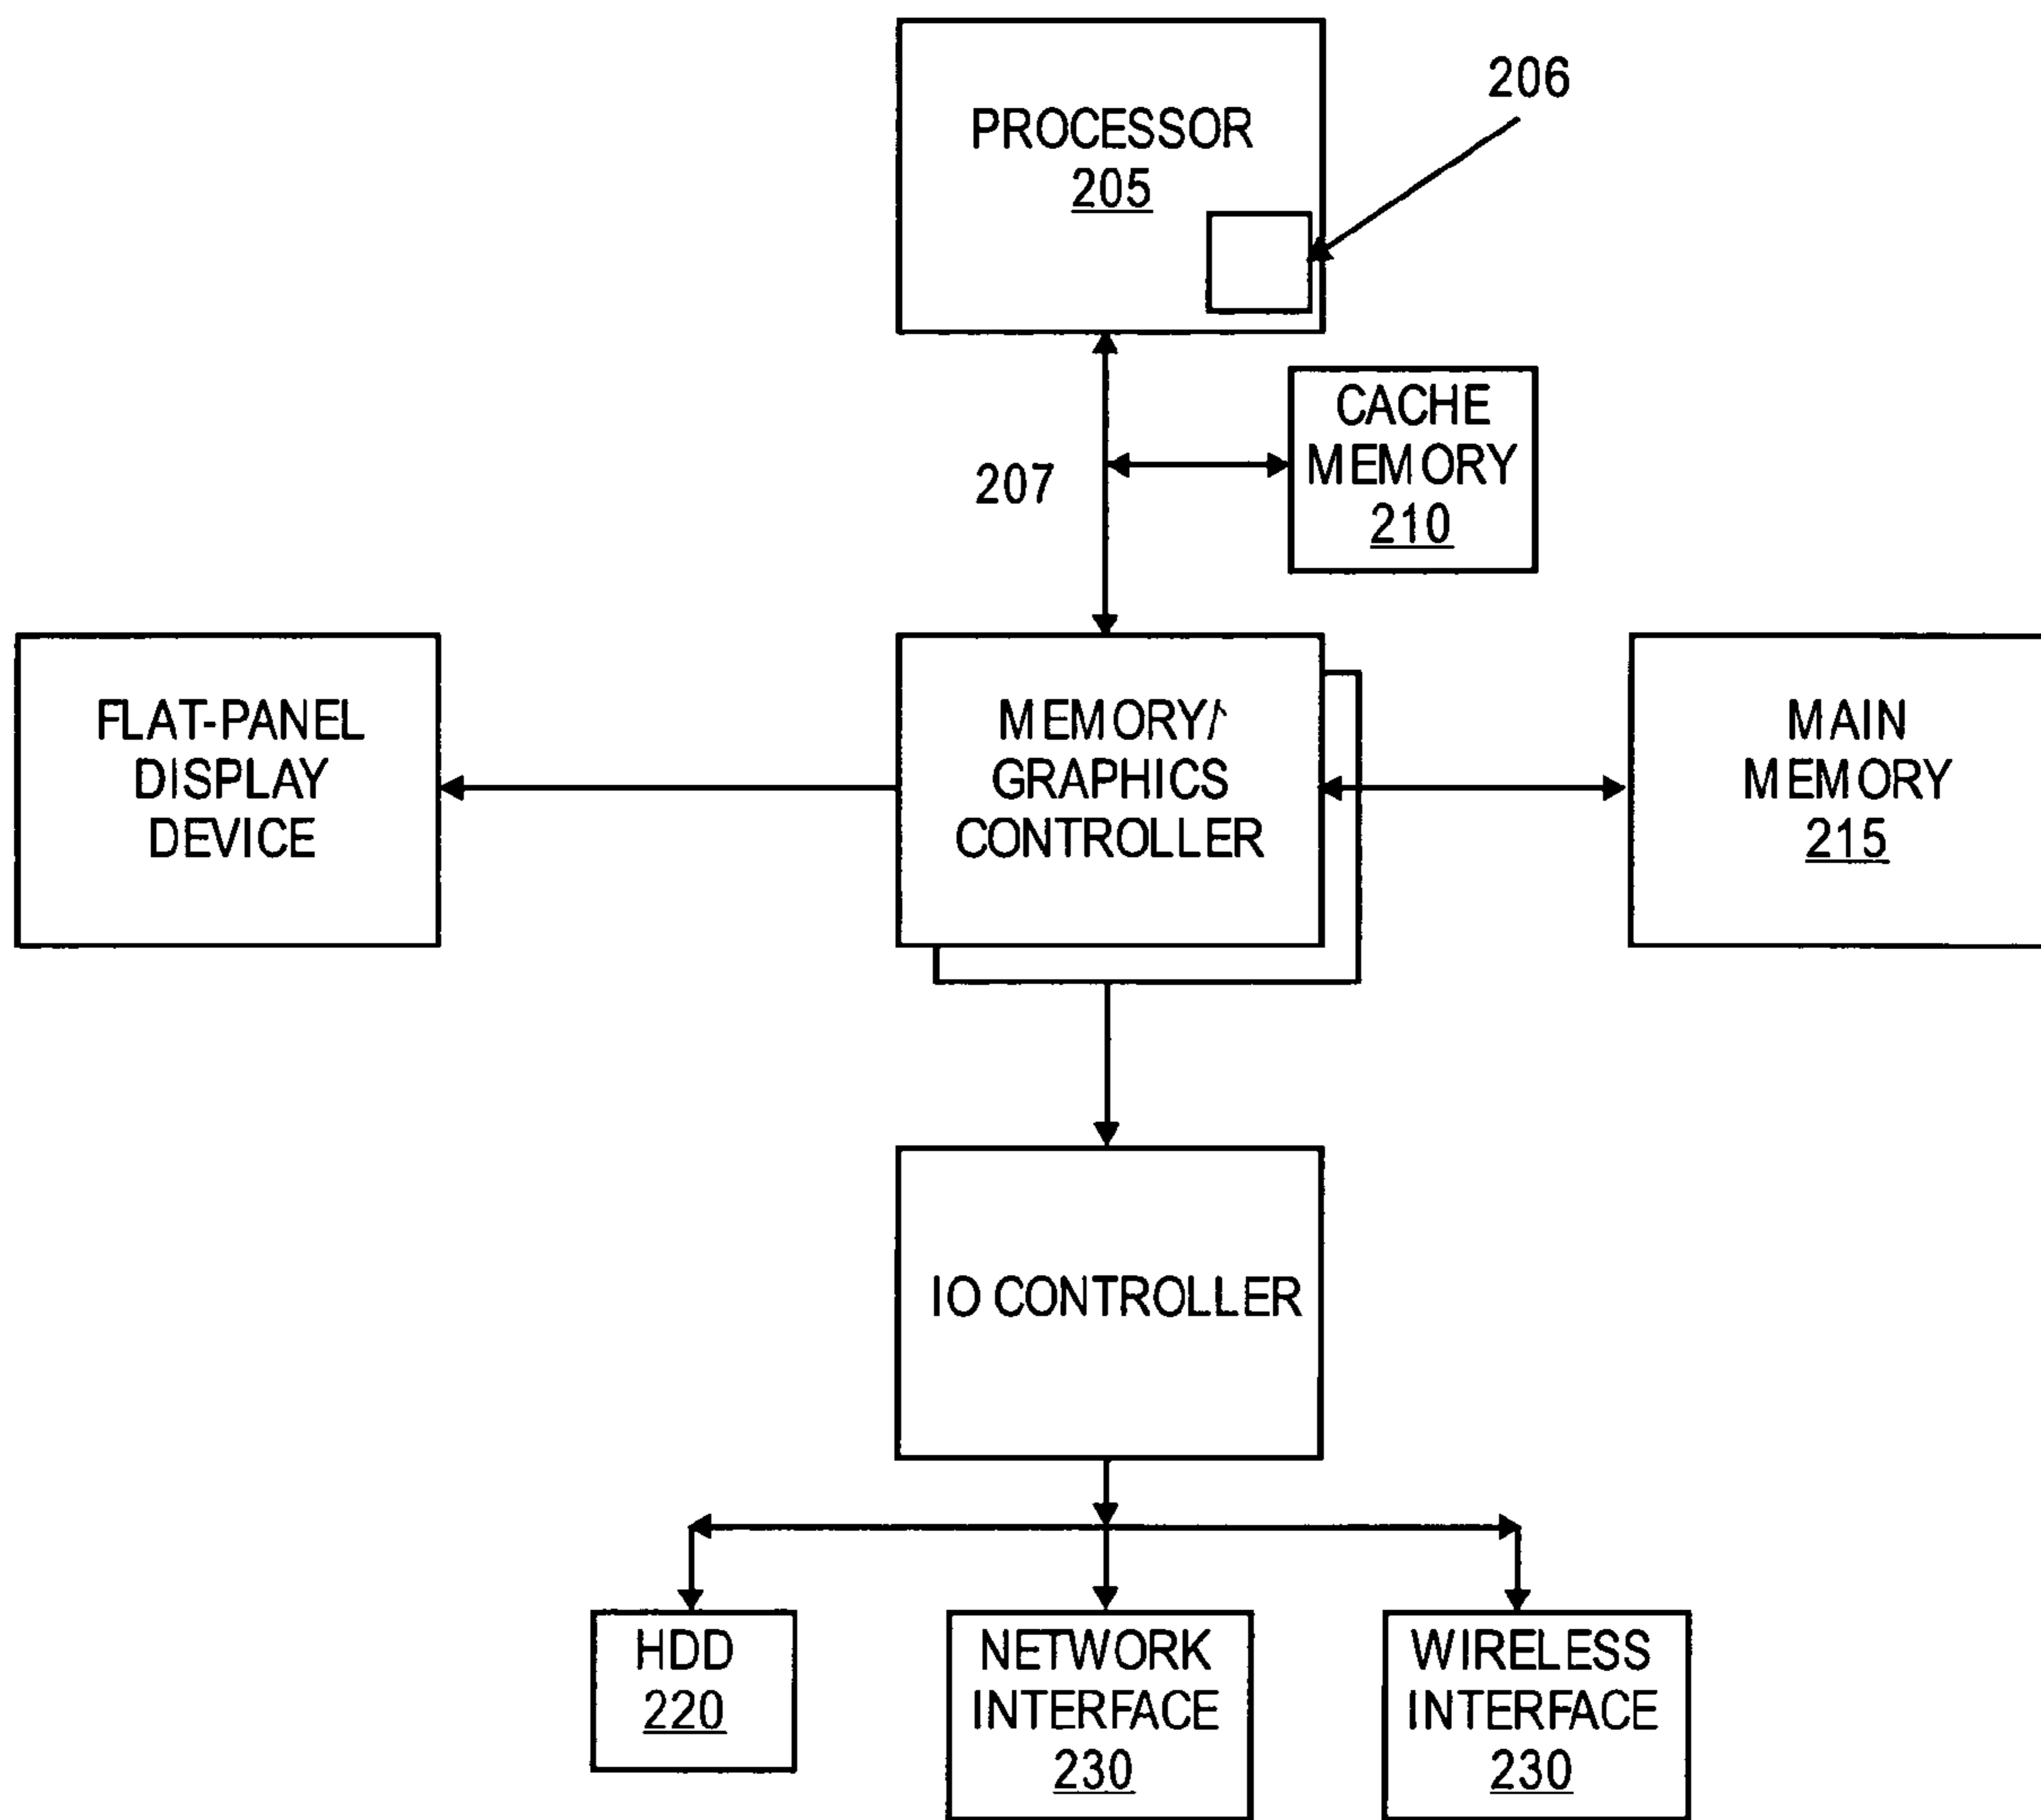 PROCESSOR
205
206
CACHE
MEMORY
210
207
FLAT-PANEL
DISPLAY
DEVICE
MEMORY/
GRAPHICS
CONTROLLER
MAIN
MEMORY
215
IO CONTROLLER
HDD
220
NETWORK
INTERFACE
230
WIRELESS
INTERFACE
230